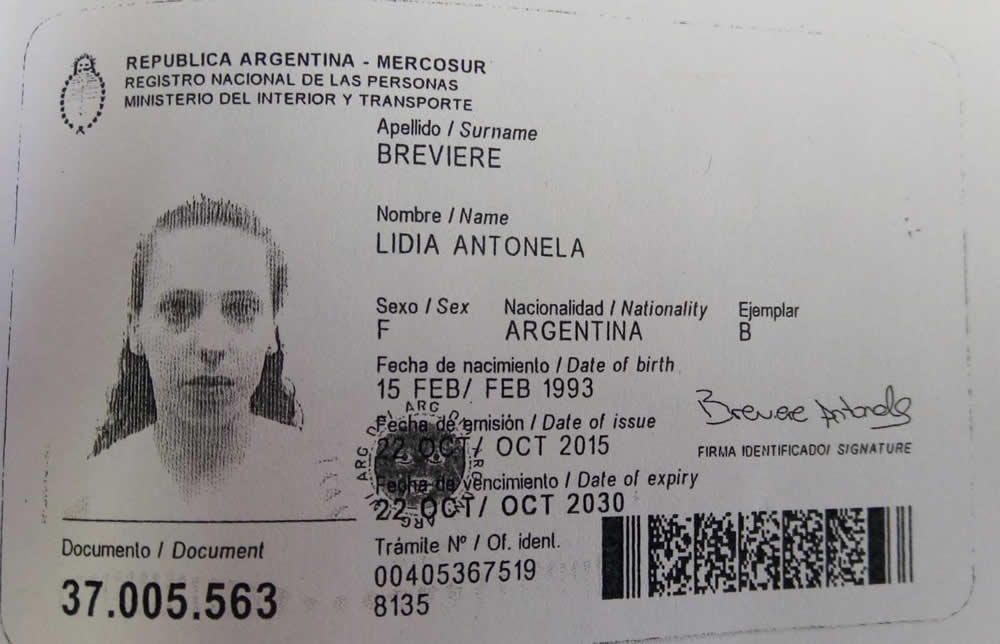 REPUBLICA ARGENTINA - MERCOSUR
REGISTRO NACIONAL DE LAS PERSONAS
MINISTERIO DEL INTERIOR Y TRANSPORTE
Apellido / Surname
BREVIERE
Nombre / Name
LIDIA ANTONELA
Sexo / Sex Nacionalidad / Nationality Ejemplar
F ARGENTINA B
Fecha de nacimiento / Date of birth
15 FEB/ FEB 1993
Fecha de emisión / Date of issue
22 OCT/ OCT 2015
Fecha de vencimiento / Date of expiry
22 OCT/ OCT 2030
Breviere Antonela
FIRMA IDENTIFICADO/ SIGNATURE
Documento / Document
37.005.563
Trámite Nº / Of. ident.
00405367519
8135